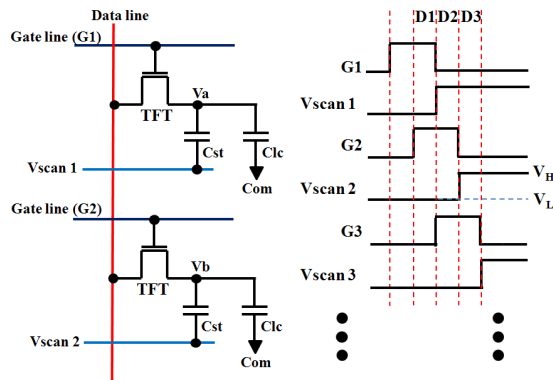 Data line
Gate line (G1)
Va
TFT
Cst
Clc
Vscan 1
Com
Gate line (G2)
Vb
TFT
Cst
Clc
Vscan 2
Com
D1 D2 D3
G1
Vscan 1
G2
Vscan 2
VH
VL
G3
Vscan 3